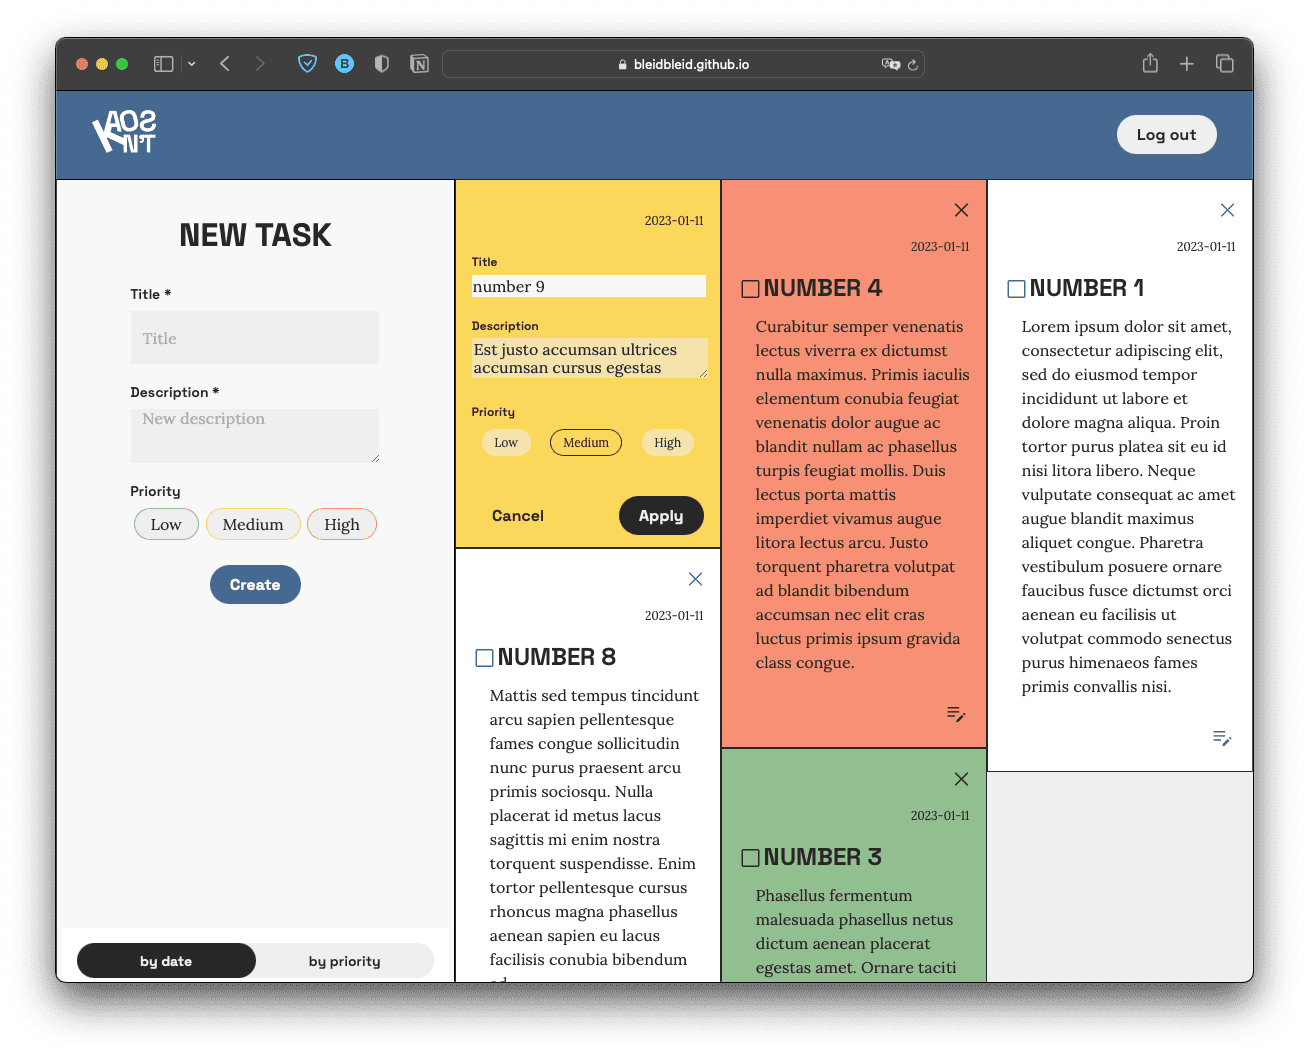 bleidbleid.github.io
KAOS
N'T
Log out
NEW TASK
Title *
Title
Description *
New description
Priority
Low Medium High
Create
by date by priority
2023-01-11
Title
number 9
Description
Est justo accumsan ultrices
accumsan cursus egestas
Priority
Low Medium High
Cancel Apply
2023-01-11
NUMBER 8
Mattis sed tempus tincidunt
arcu sapien pellentesque
fames congue sollicitudin
nunc purus praesent arcu
primis sociosqu. Nulla
placerat id metus lacus
sagittis mi enim nostra
torquent suspendisse. Enim
tortor pellentesque cursus
rhoncus magna phasellus
aenean sapien eu lacus
facilisis conubia bibendum
2023-01-11
NUMBER 4
Curabitur semper venenatis
lectus viverra ex dictumst
nulla maximus. Primis iaculis
elementum conubia feugiat
venenatis dolor augue ac
blandit nullam ac phasellus
turpis feugiat mollis. Duis
lectus porta mattis
imperdiet vivamus augue
litora lectus arcu. Justo
torquent pharetra volutpat
ad blandit bibendum
accumsan nec elit cras
luctus primis ipsum gravida
class congue.
2023-01-11
NUMBER 3
Phasellus fermentum
malesuada phasellus netus
dictum aenean placerat
egestas amet. Ornare taciti
2023-01-11
NUMBER 1
Lorem ipsum dolor sit amet,
consectetur adipiscing elit,
sed do eiusmod tempor
incididunt ut labore et
dolore magna aliqua. Proin
tortor purus platea sit eu id
nisi litora libero. Neque
vulputate consequat ac amet
augue blandit maximus
aliquet congue. Pharetra
vestibulum posuere ornare
faucibus fusce dictumst orci
aenean eu facilisis ut
volutpat commodo senectus
purus himenaeos fames
primis convallis nisi.